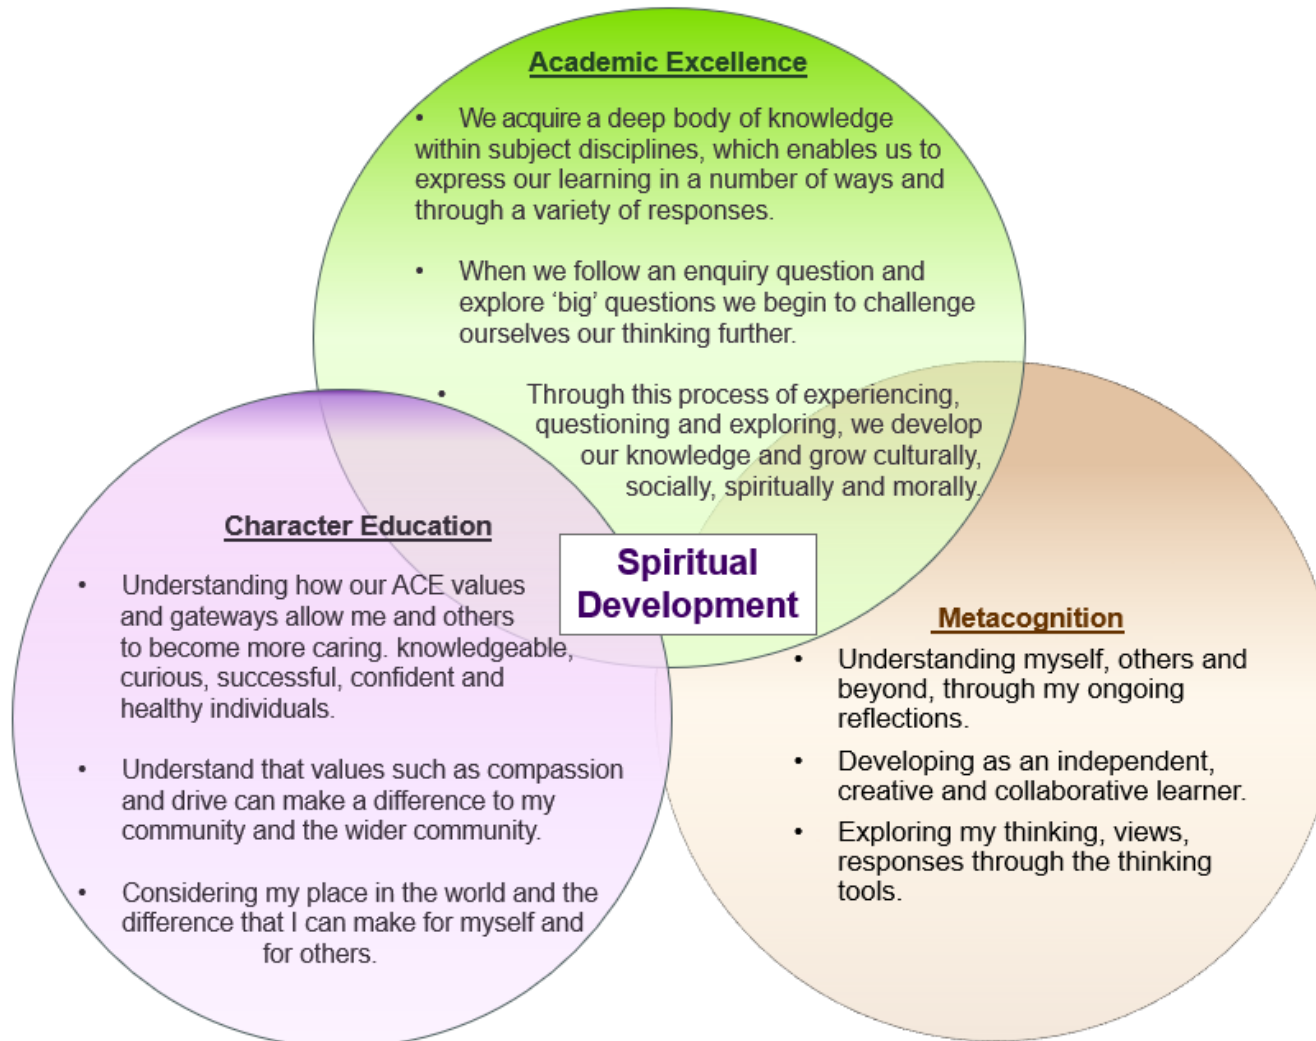 Academic Excellence
• We acquire a deep body of knowledge
within subject disciplines, which enables us to
express our learning in a number of ways and
through a variety of responses.
• When we follow an enquiry question and
explore ‘big’ questions we begin to challenge
ourselves our thinking further.
• Through this process of experiencing,
questioning and exploring, we develop
our knowledge and grow culturally,
socially, spiritually and morally.
Spiritual
Development
Character Education
• Understanding how our ACE values
and gateways allow me and others
to become more caring. knowledgeable,
curious, successful, confident and
healthy individuals.
• Understand that values such as compassion
and drive can make a difference to my
community and the wider community.
• Considering my place in the world and the
difference that I can make for myself and
for others.
Metacognition
• Understanding myself, others and
beyond, through my ongoing
reflections.
• Developing as an independent,
creative and collaborative learner.
• Exploring my thinking, views,
responses through the thinking
tools.